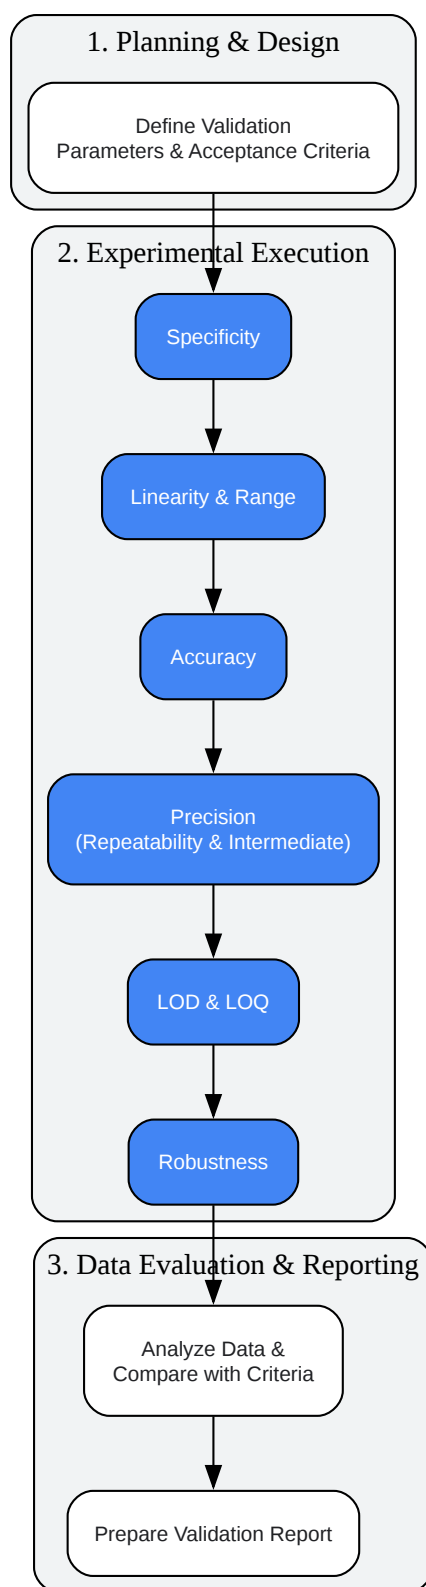 1. Planning & Design
Define Validation
Parameters & Acceptance Criteria
2. Experimental Execution
Specificity
Linearity & Range
Accuracy
Precision
(Repeatability & Intermediate)
LOD & LOQ
Robustness
3. Data Evaluation & Reporting
Analyze Data &
Compare with Criteria
Prepare Validation Report